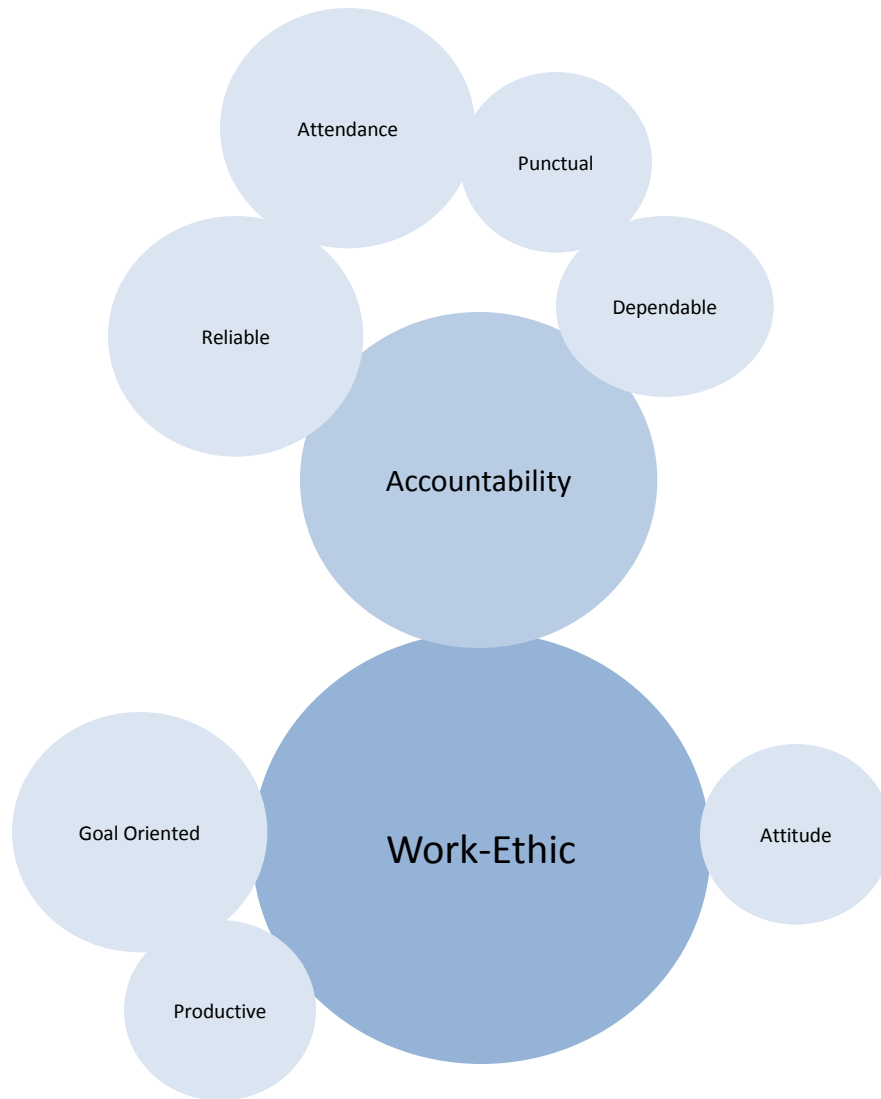 Attendance
Punctual
Dependable
Reliable
Accountability
Goal Oriented
Work-Ethic
Attitude
Productive